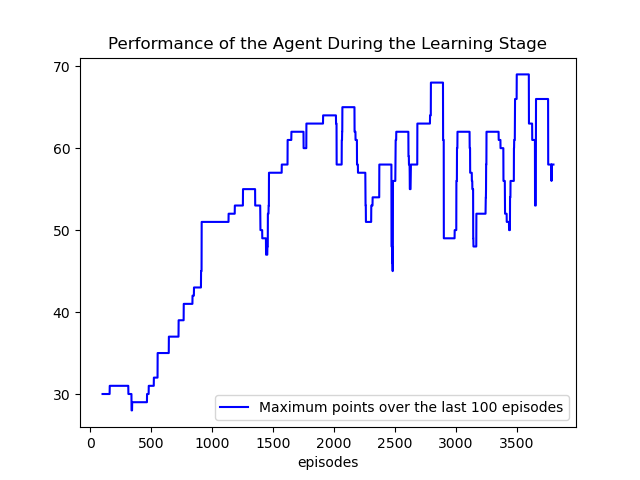 Performance of the Agent During the Learning Stage
70
60
50
40
30
Maximum points over the last 100 episodes
0 500 1000 1500 2000 2500 3000 3500
episodes